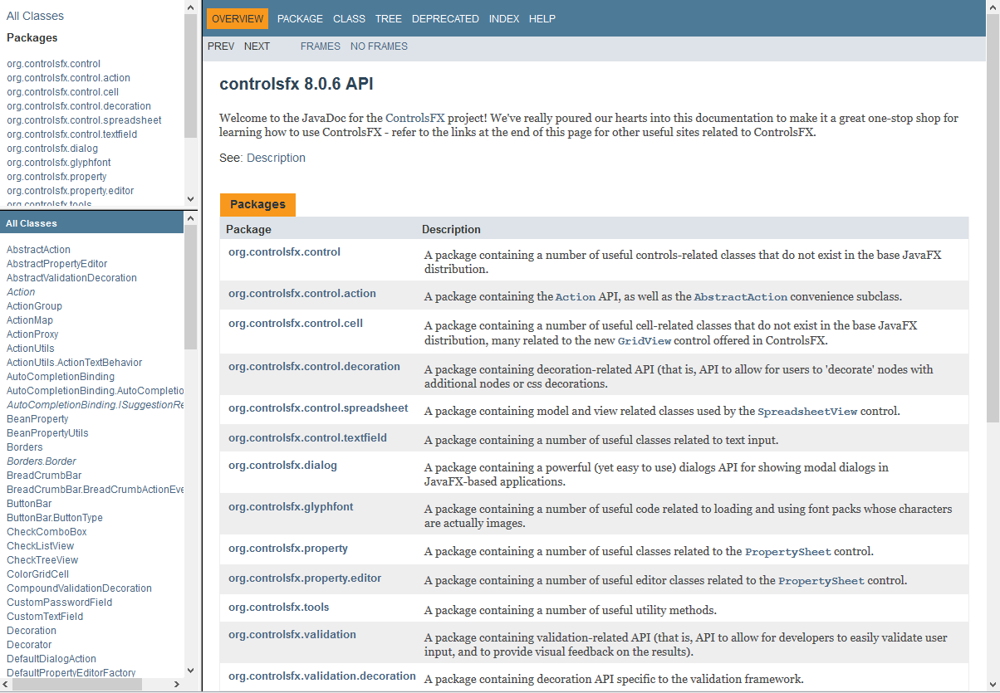 All Classes
Packages
org.controlsfx.control
org.controlsfx.control.action
org.controlsfx.control.cell
org.controlsfx.control.decoration
org.controlsfx.control.spreadsheet
org.controlsfx.control.textfield
org.controlsfx.dialog
org.controlsfx.glyphfont
org.controlsfx.property
org.controlsfx.property.editor
org.controlsfx.tools
All Classes
AbstractAction
AbstractPropertyEditor
AbstractValidationDecoration
Action
ActionGroup
ActionMap
ActionProxy
ActionUtils
ActionUtils.ActionTextBehavior
AutoCompletionBinding
AutoCompletionBinding.AutoCompletio
AutoCompletionBinding.ISuggestionRe
BeanProperty
BeanPropertyUtils
Borders
Borders.Border
BreadCrumbBar
BreadCrumbBar.BreadCrumbActionEve
ButtonBar
ButtonBar.ButtonType
CheckComboBox
CheckListView
CheckTreeView
ColorGridCell
CompoundValidationDecoration
CustomPasswordField
CustomTextField
Decoration
Decorator
DefaultDialogAction
DefaultPropertyEditorFactory
OVERVIEW PACKAGE CLASS TREE DEPRECATED INDEX HELP
PREV NEXT FRAMES NO FRAMES
controlsfx 8.0.6 API
Welcome to the JavaDoc for the ControlsFX project! We've really poured our hearts into this documentation to make it a great one-stop shop for
learning how to use ControlsFX - refer to the links at the end of this page for other useful sites related to ControlsFX.
See: Description
Packages
Package Description
org.controlsfx.control A package containing a number of useful controls-related classes that do not exist in the base JavaFX
distribution.
org.controlsfx.control.action A package containing the Action API, as well as the AbstractAction convenience subclass.
org.controlsfx.control.cell A package containing a number of useful cell-related classes that do not exist in the base JavaFX
distribution, many related to the new GridView control offered in ControlsFX.
org.controlsfx.control.decoration A package containing decoration-related API (that is, API to allow for users to 'decorate' nodes with
additional nodes or css decorations.
org.controlsfx.control.spreadsheet A package containing model and view related classes used by the SpreadsheetView control.
org.controlsfx.control.textfield A package containing a number of useful classes related to text input.
org.controlsfx.dialog A package containing a powerful (yet easy to use) dialogs API for showing modal dialogs in
JavaFX-based applications.
org.controlsfx.glyphfont A package containing a number of useful code related to loading and using font packs whose characters
are actually images.
org.controlsfx.property A package containing a number of useful classes related to the PropertySheet control.
org.controlsfx.property.editor A package containing a number of useful editor classes related to the PropertySheet control.
org.controlsfx.tools A package containing a number of useful utility methods.
org.controlsfx.validation A package containing validation-related API (that is, API to allow for developers to easily validate user
input, and to provide visual feedback on the results).
org.controlsfx.validation.decoration A package containing decoration API specific to the validation framework.